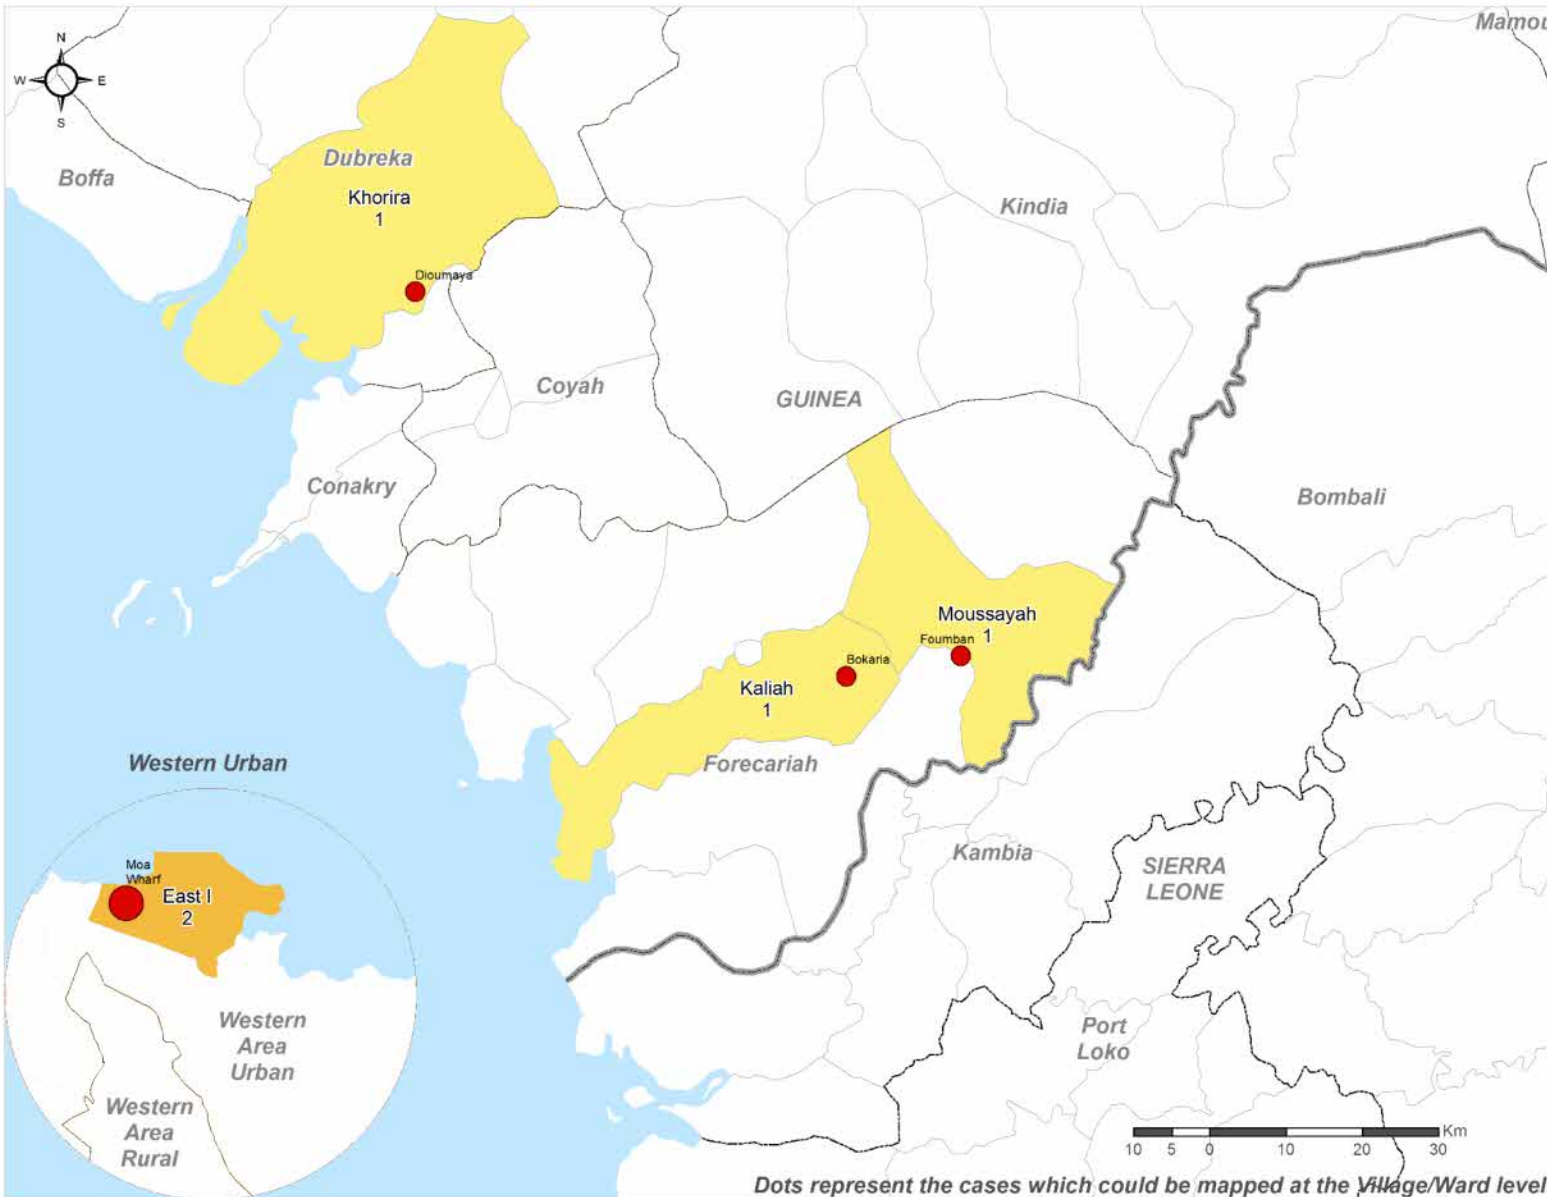 Mamou
N
W
E
S
Dubreka
Boffa
Khorira
1
Kindia
Dioumaya
Coyah
GUINEA
Conakry
Bombali
Moussayah
1
Foumban
Bokaria
Kaliah
1
Western Urban
Forecariah
Moa
Wharf
East I
2
Kambia
SIERRA
LEONE
Western
Area
Urban
Port
Loko
Western
Area
Rural
10 5 0 10 20 30 Km
Dots represent the cases which could be mapped at the Village/Ward level